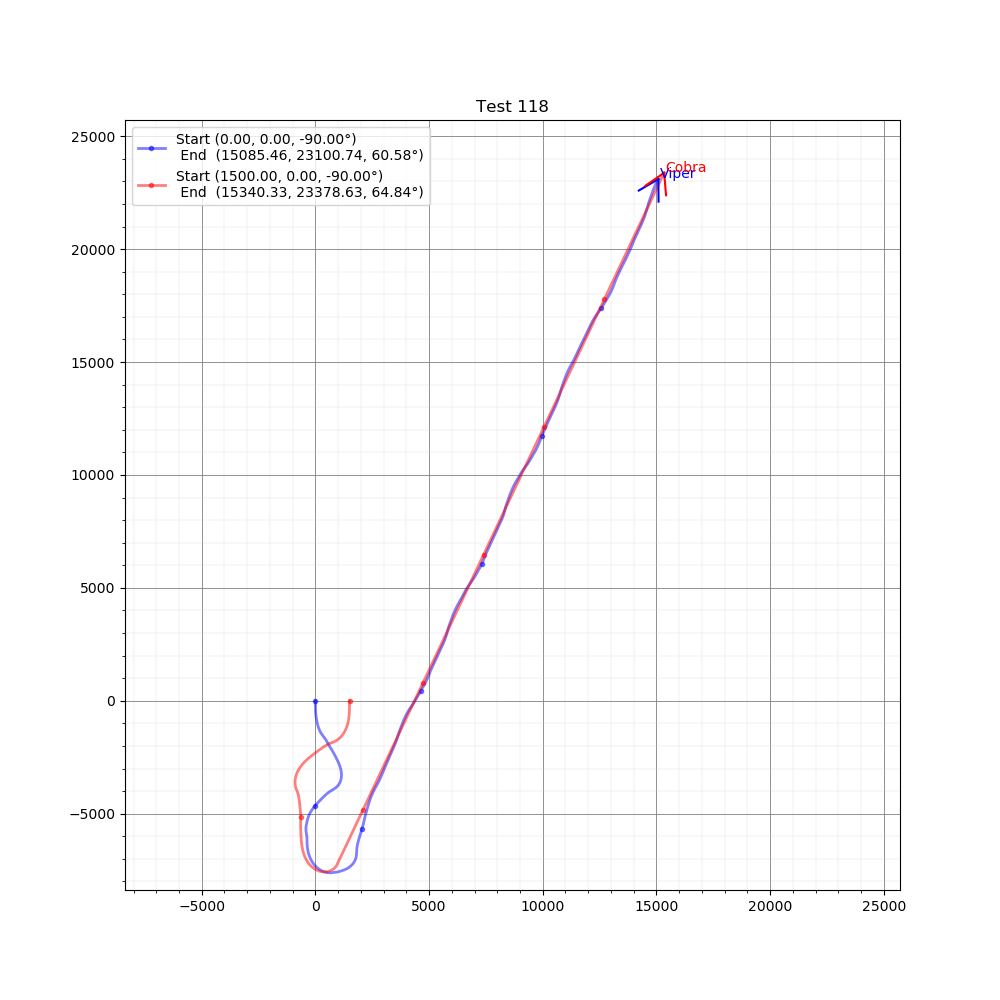 Test 118
Start (0.00, 0.00, -90.00°)
End (15085.46, 23100.74, 60.58°)
Start (1500.00, 0.00, -90.00°)
End (15340.33, 23378.63, 64.84°)
Cobra
Viper
25000
20000
15000
10000
5000
0
−5000
−5000
0
5000
10000
15000
20000
25000